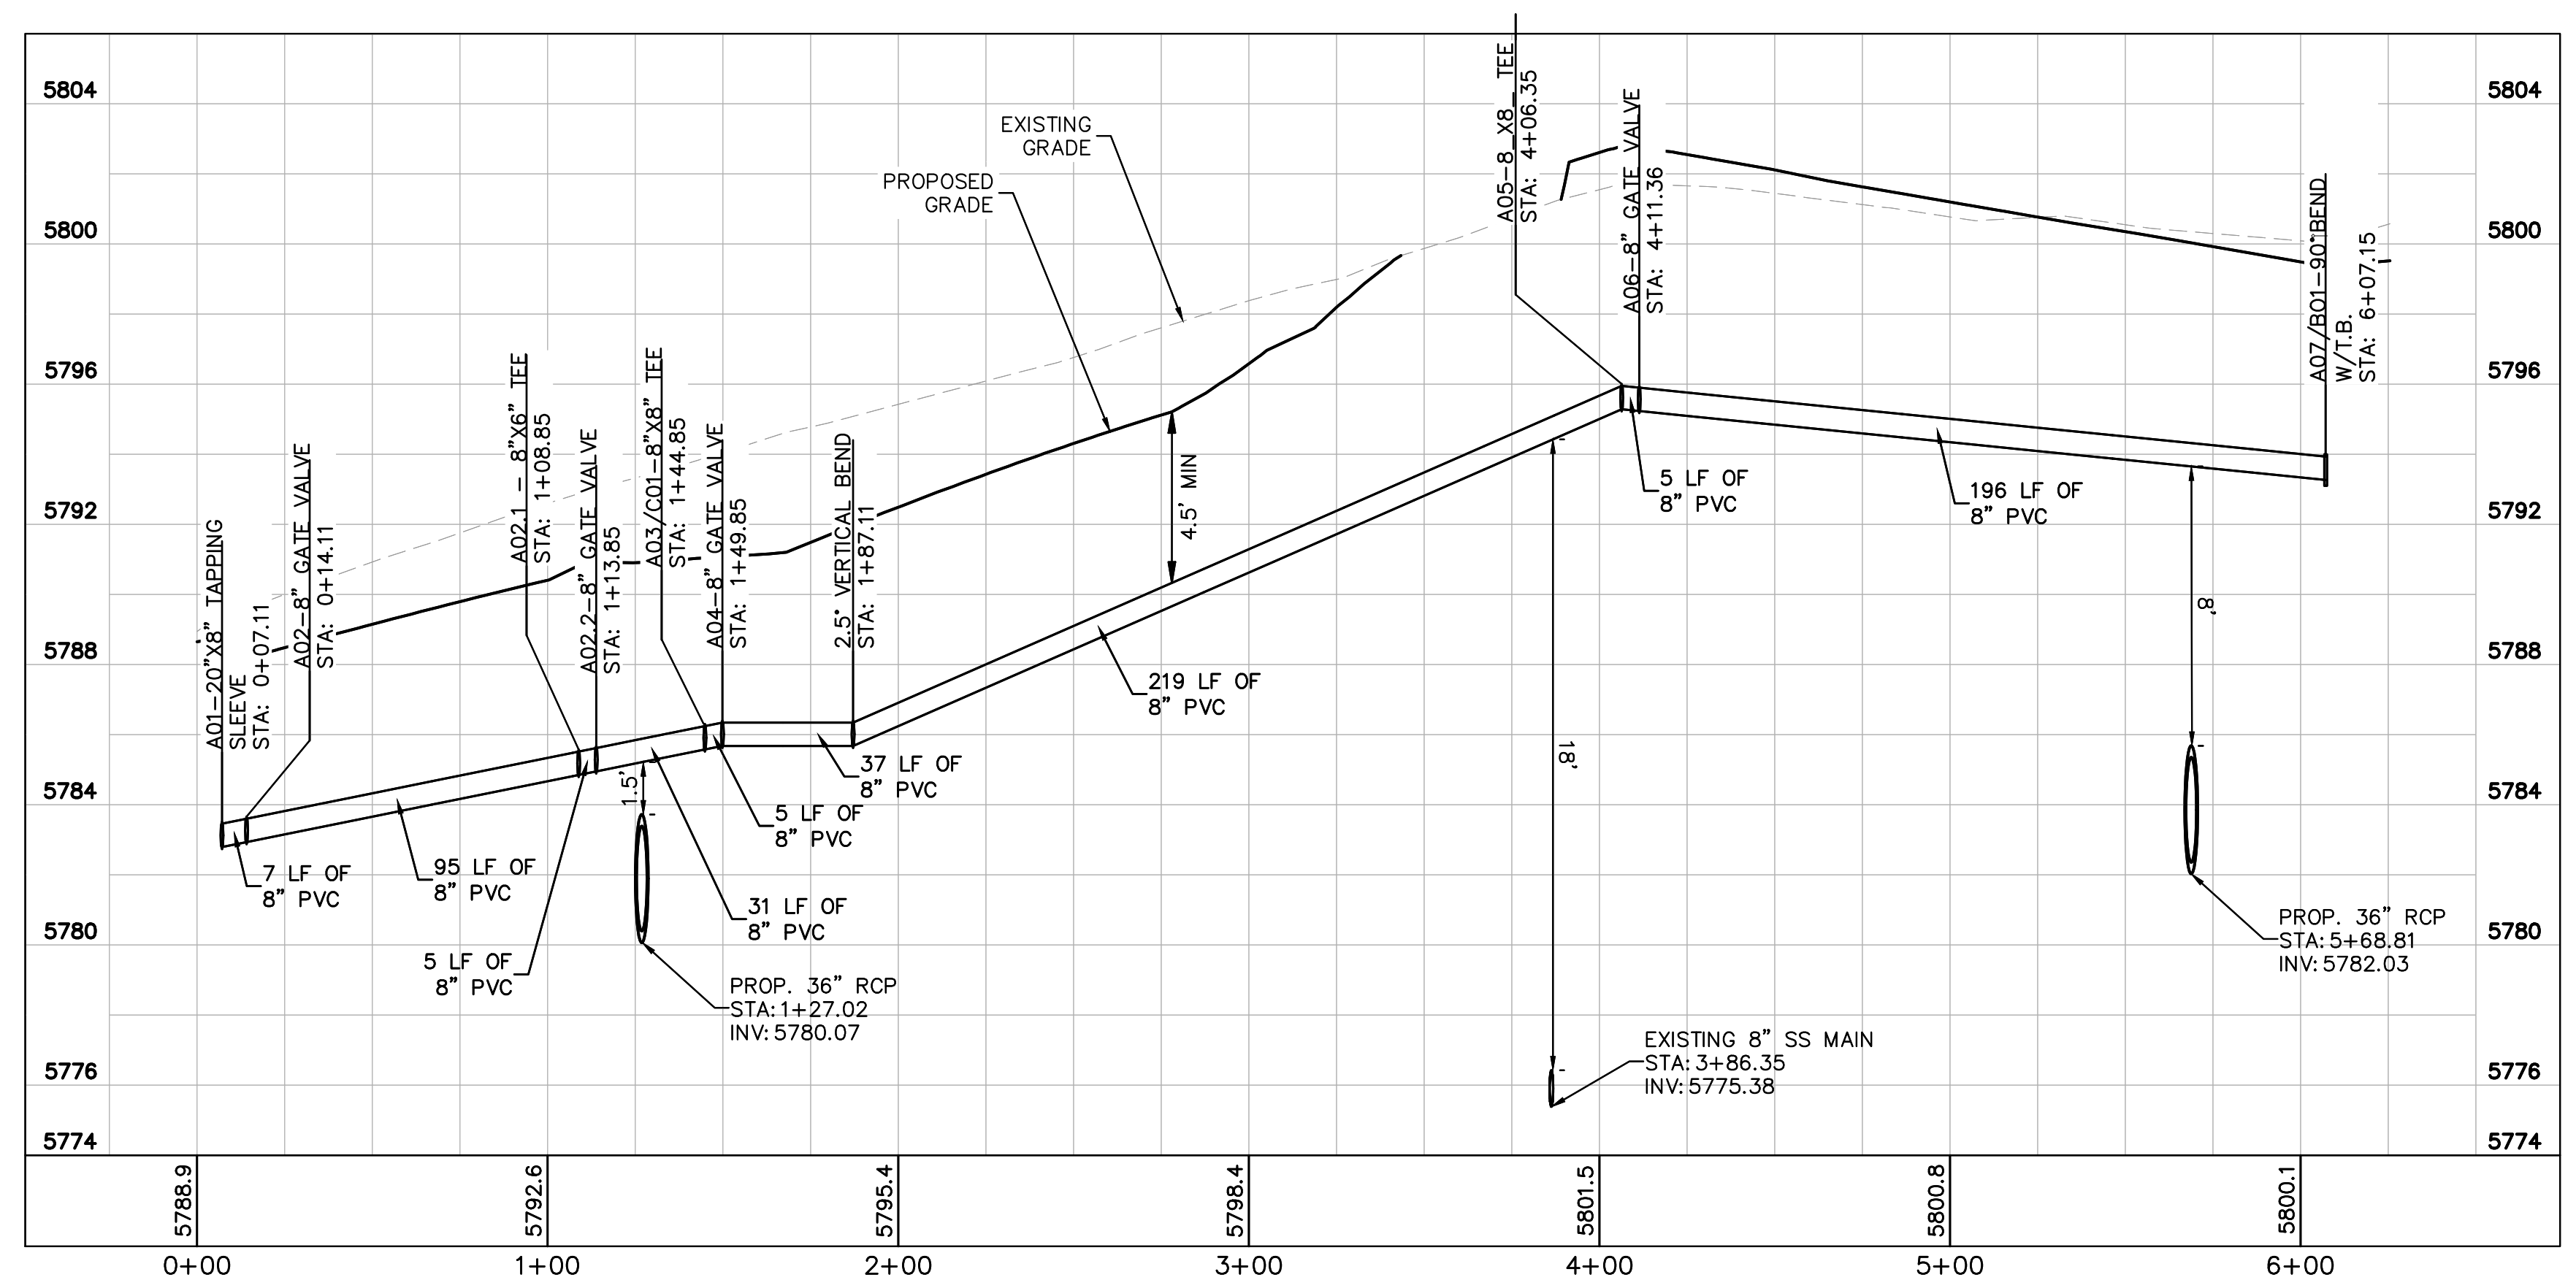 5804
5800
5796
5792
5788
5784
5780
5776
5774
5804
5800
5796
5792
5788
5784
5780
5776
5774
EXISTING
GRADE
PROPOSED
GRADE
A01-20"X8" TAPPING
SLEEVE
STA: 0+07.11
A02-8" GATE VALVE
STA: 0+14.11
A02.1 - 8"X6" TEE
STA: 1+08.85
A02.2-8" GATE VALVE
STA: 1+13.85
A03/C01-8"X8" TEE
STA: 1+44.85
A04-8" GATE VALVE
STA: 1+49.85
2.5° VERTICAL BEND
STA: 1+87.11
A05-8_X8_ TEE
STA: 4+06.35
A06-8" GATE VALVE
STA: 4+11.36
A07/B01-90°BEND
W/T.B.
STA: 6+07.15
4.5' MIN
1.5'
18'
8'
7 LF OF
8" PVC
95 LF OF
8" PVC
5 LF OF
8" PVC
31 LF OF
8" PVC
5 LF OF
8" PVC
37 LF OF
8" PVC
219 LF OF
8" PVC
5 LF OF
8" PVC
196 LF OF
8" PVC
PROP. 36" RCP
STA:1+27.02
INV:5780.07
EXISTING 8" SS MAIN
STA:3+86.35
INV:5775.38
PROP. 36" RCP
STA:5+68.81
INV:5782.03
5788.9
5792.6
5795.4
5798.4
5801.5
5800.8
5800.1
0+00
1+00
2+00
3+00
4+00
5+00
6+00